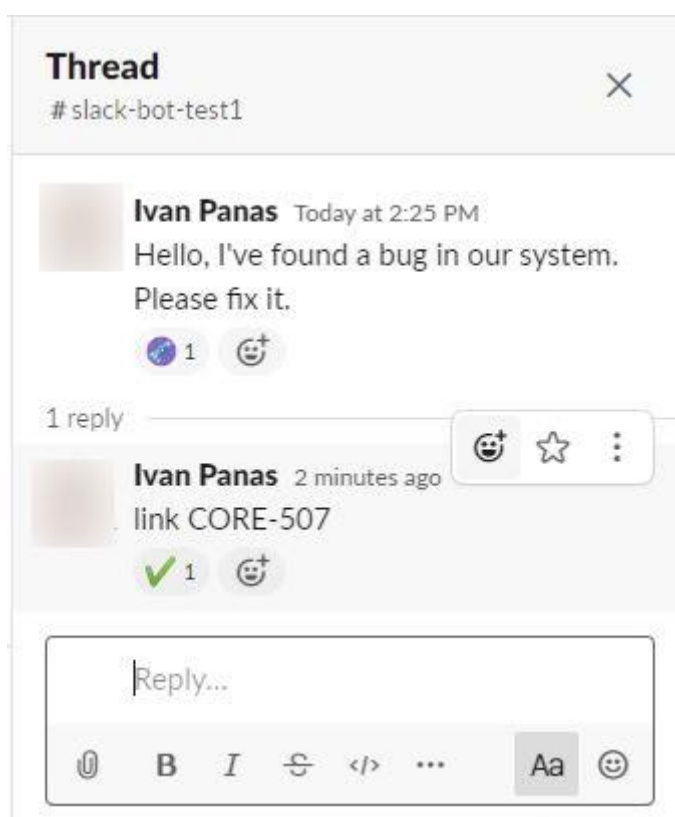 Thread
# slack-bot-test1
Ivan Panas Today at 2:25 PM
Hello, I've found a bug in our system.
Please fix it.
1
1 reply
Ivan Panas 2 minutes ago
link CORE-507
1
Reply...
B I S </> Aa